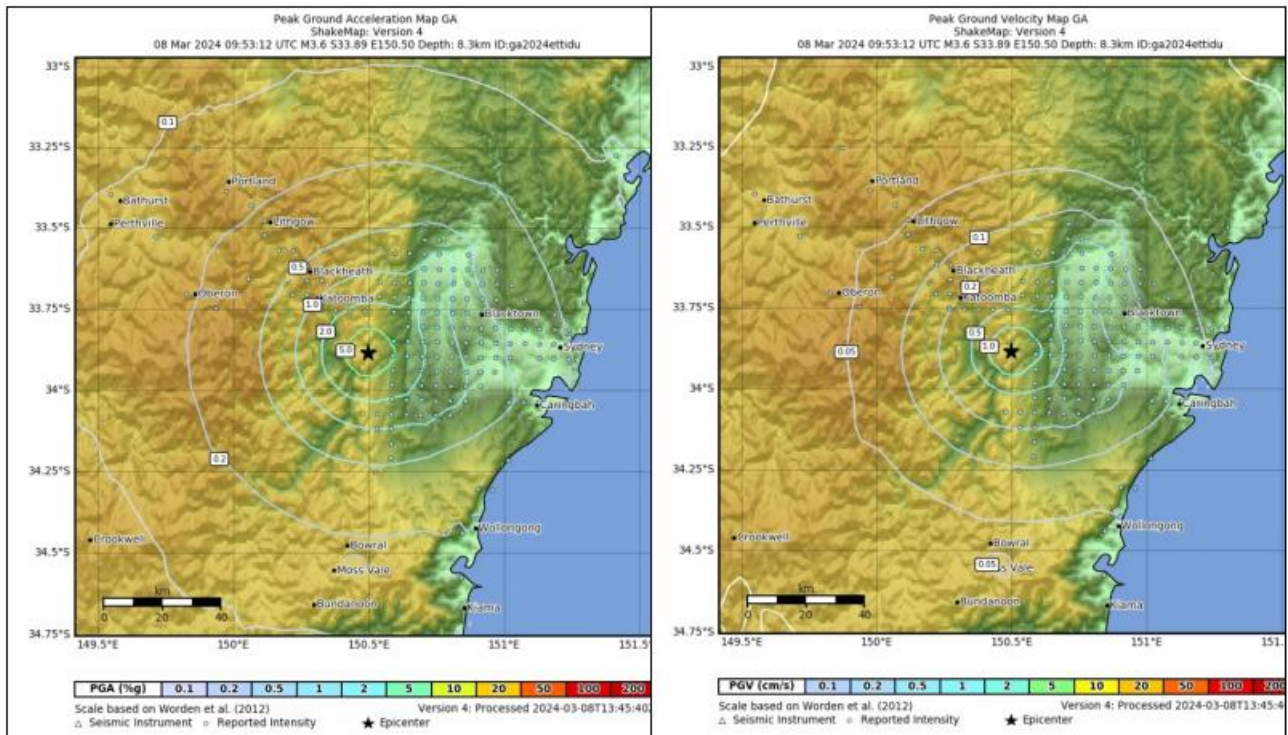 Peak Ground Acceleration Map GA
ShakeMap: Version 4
08 Mar 2024 09:53:12 UTC M3.6 S33.89 E150.50 Depth: 8.3km ID:ga2024ettidu
33°S
0.1
33.25°S
Portland
Bathurst
Perthville
Lithgow
33.5°S
0.5
Blackheath
Oberon
1.0
Katoomba
33.75°S
Blacktown
2.0
5.0
Sydney
34°S
Caringbah
0.2
34.25°S
Wollongong
Crookwell
Bowral
34.5°S
Moss Vale
km
Bundanoon
Kiama
0 20 40
34.75°S
149.5°E 150°E 150.5°E 151°E 151.5°
PGA (%g) 0.1 0.2 0.5 1 2 5 10 20 50 100 200
Scale based on Worden et al. (2012) Version 4: Processed 2024-03-08T13:45:40
△ Seismic Instrument ○ Reported Intensity ★ Epicenter
Peak Ground Velocity Map GA
ShakeMap: Version 4
08 Mar 2024 09:53:12 UTC M3.6 S33.89 E150.50 Depth: 8.3km ID:ga2024ettidu
33°S
33.25°S
Portland
Bathurst
Perthville
Lithgow
33.5°S
0.1
Blackheath
0.2
Oberon
Katoomba
33.75°S
Blacktown
0.5
1.0
0.05
Sydney
34°S
Caringbah
34.25°S
Wollongong
Crookwell
Bowral
34.5°S
0.05
s Vale
km
Bundanoon
Kiama
0 20 40
34.75°S
149.5°E 150°E 150.5°E 151°E 151.
PGV (cm/s) 0.1 0.2 0.5 1 2 5 10 20 50 100 200
Scale based on Worden et al. (2012) Version 4: Processed 2024-03-08T13:45:4
△ Seismic Instrument ○ Reported Intensity ★ Epicenter